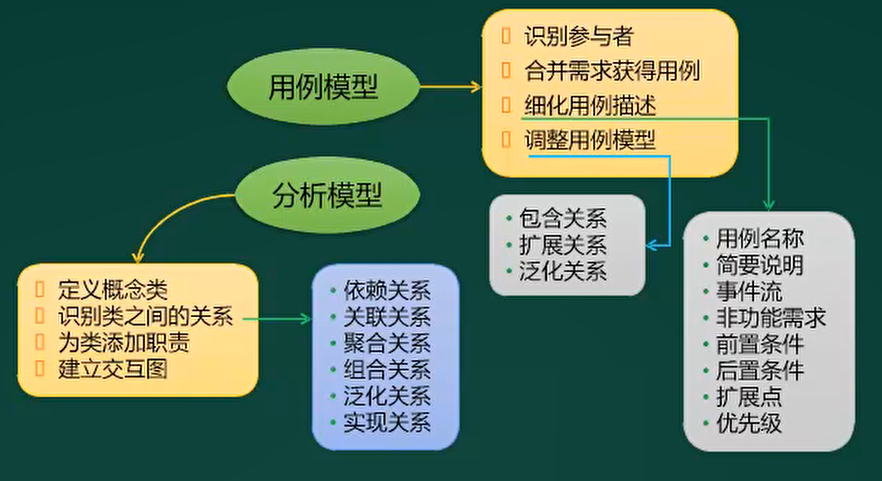 用例模型
识别参与者
合并需求获得用例
细化用例描述
调整用例模型
分析模型
包含关系
扩展关系
泛化关系
用例名称
简要说明
事件流
非功能需求
前置条件
后置条件
扩展点
优先级
定义概念类
识别类之间的关系
为类添加职责
建立交互图
依赖关系
关联关系
聚合关系
组合关系
泛化关系
实现关系